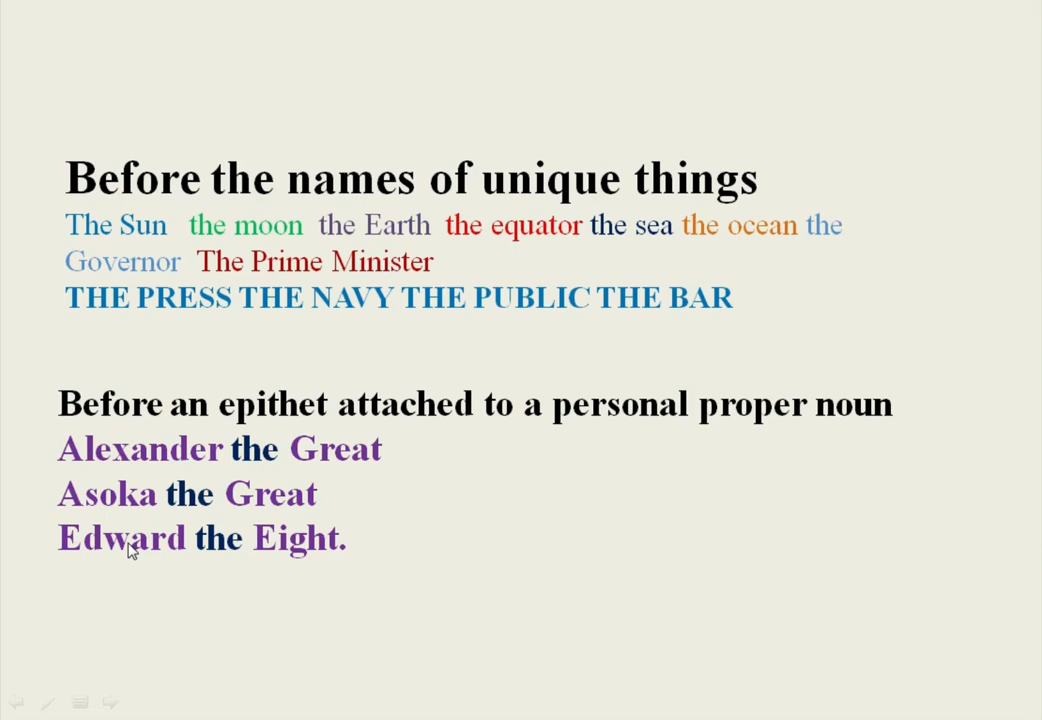 Before the names of unique things
The Sun the moon the Earth the equator the sea the ocean the
Governor The Prime Minister
THE PRESS THE NAVY THE PUBLIC THE BAR
Before an epithet attached to a personal proper noun
Alexander the Great
Asoka the Great
Edward the Eight.